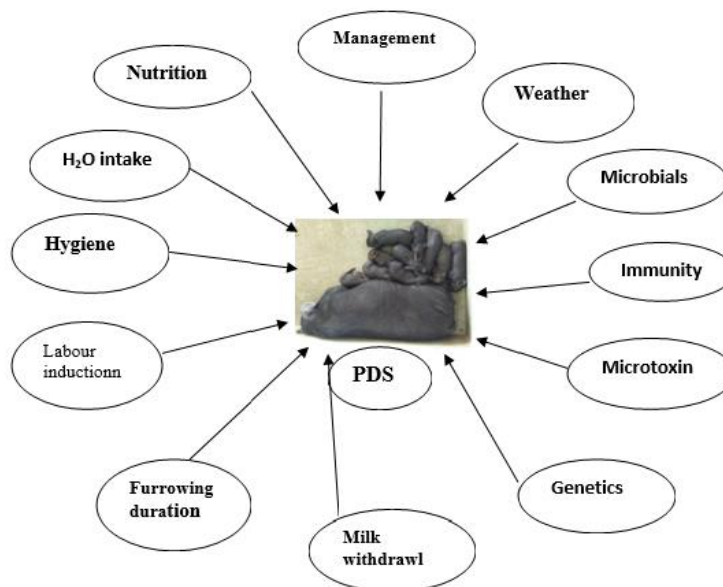 Management
Nutrition
Weather
H₂O intake
Microbials
Hygiene
Immunity
Labour
inductionn
PDS
Microtoxin
Furrowing
duration
Milk
withdrawl
Genetics